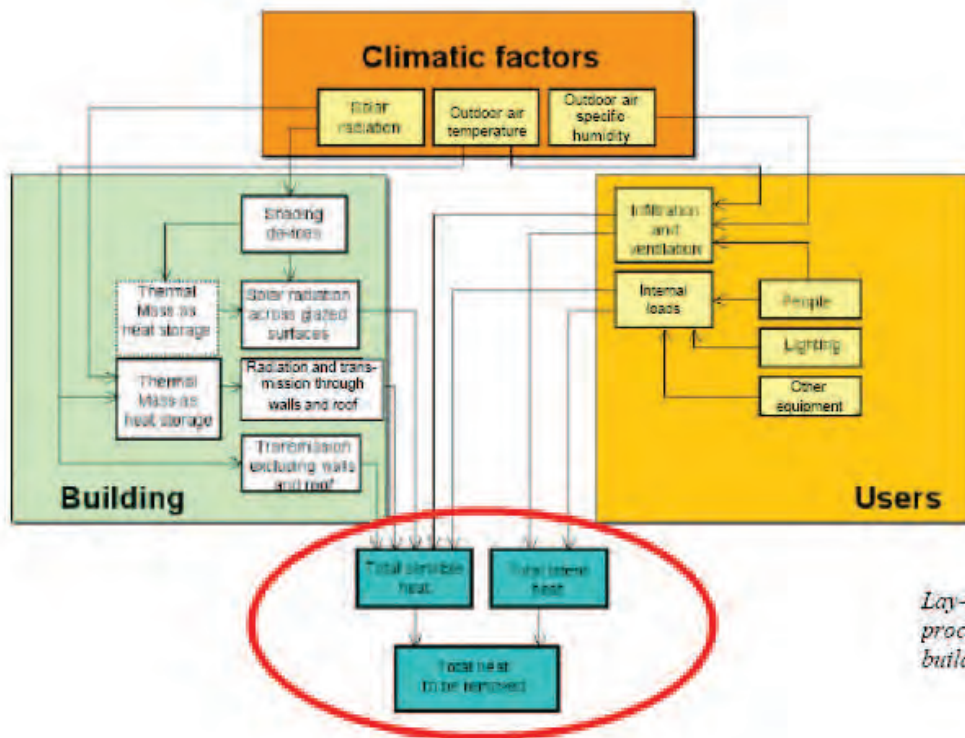 Climatic factors
Solar
radiation
Outdoor air
temperature
Outdoor air
specific
humidity
Shading
devices
Thermal
Mass as
heat storage
Solar radiation
across glazed
surfaces
Thermal
Mass as
heat storage
Radiation and trans-
mission through
walls and roof
Transmission
excluding walls
and roof
Building
Infiltration
and
ventilation
Internal
loads
People
Lighting
Other
equipment
Users
Total sensible
heat
Total latent
heat
Total heat
to be removed
Lay-
proc
build